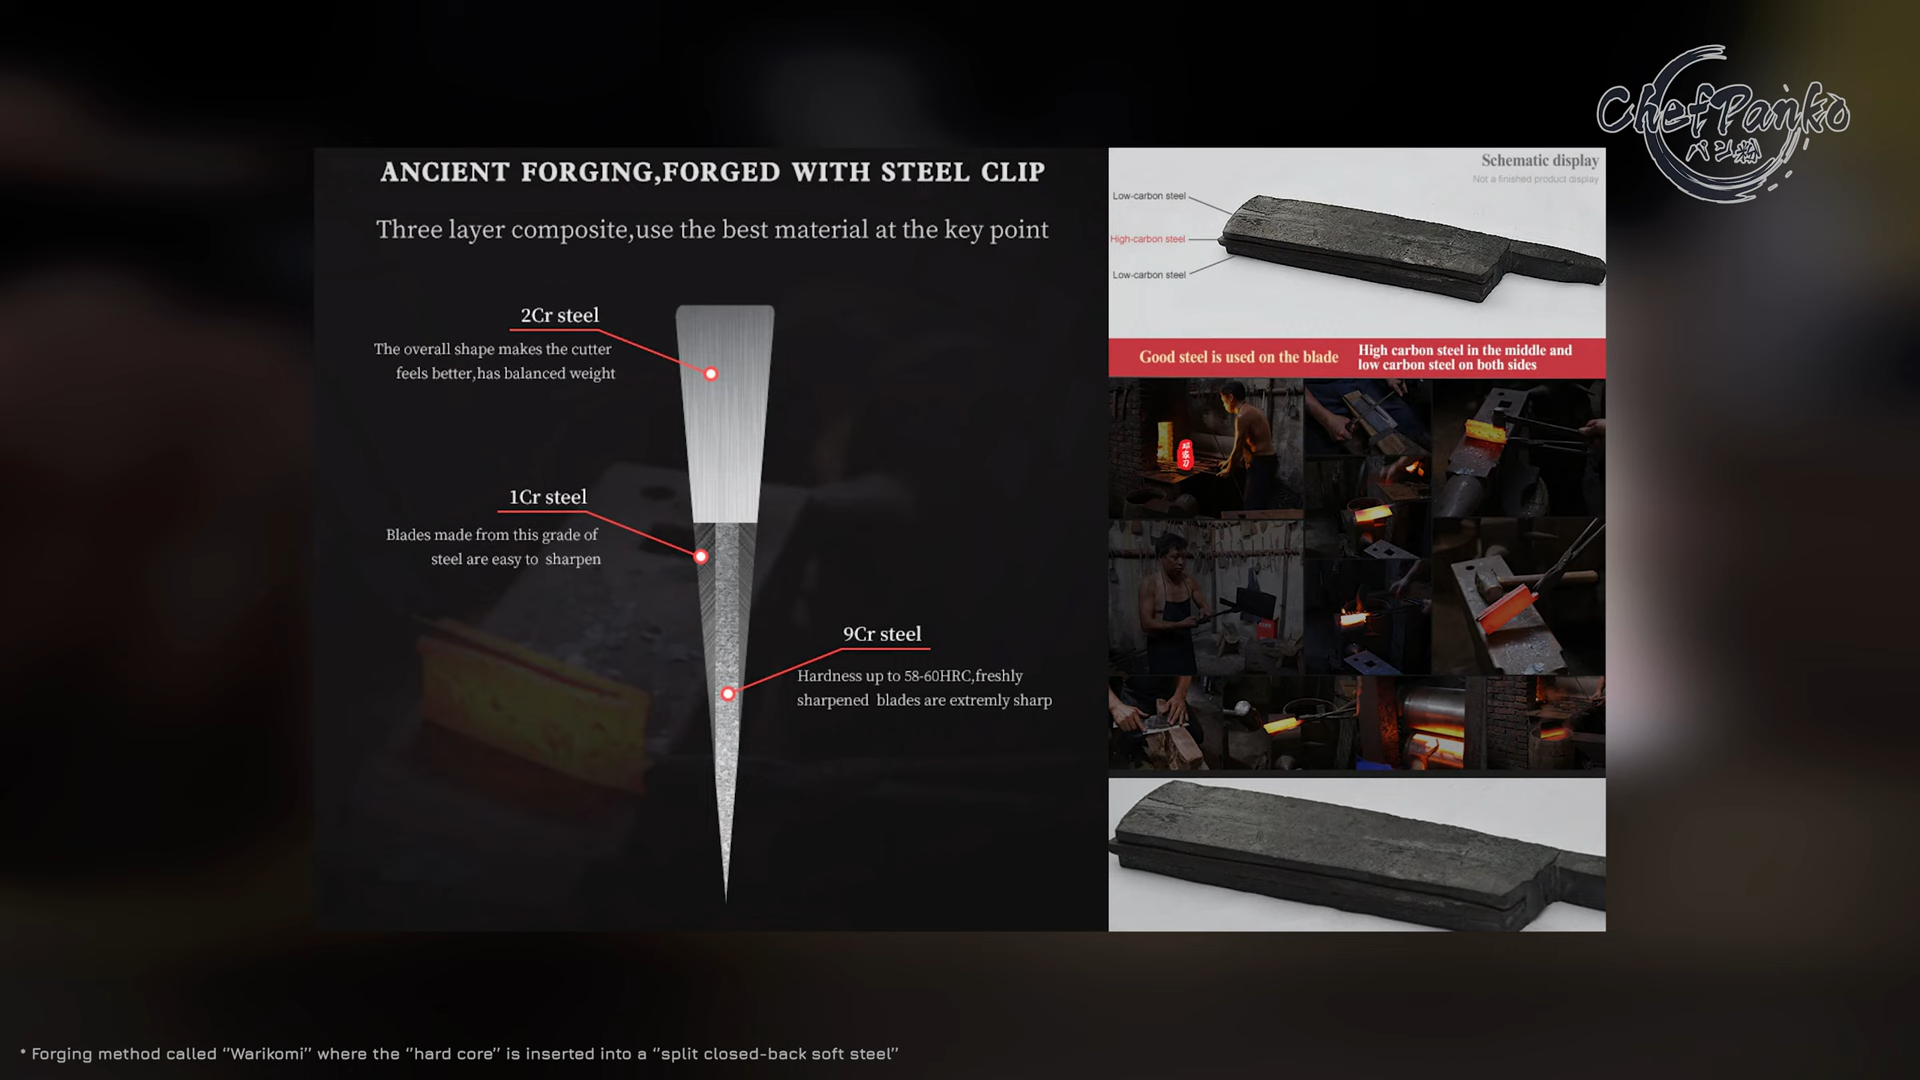 ChefPanko
パン粉
ANCIENT FORGING,FORGED WITH STEEL CLIP
Three layer composite,use the best material at the key point
2Cr steel
The overall shape makes the cutter
feels better,has balanced weight
1Cr steel
Blades made from this grade of
steel are easy to sharpen
9Cr steel
Hardness up to 58-60HRC,freshly
sharpened blades are extremly sharp
Schematic display
Not a finished product display
Low-carbon steel
High-carbon steel
Low-carbon steel
Good steel is used on the blade
High carbon steel in the middle and
low carbon steel on both sides
邓家刀
* Forging method called "Warikomi" where the "hard core" is inserted into a "split closed-back soft steel"